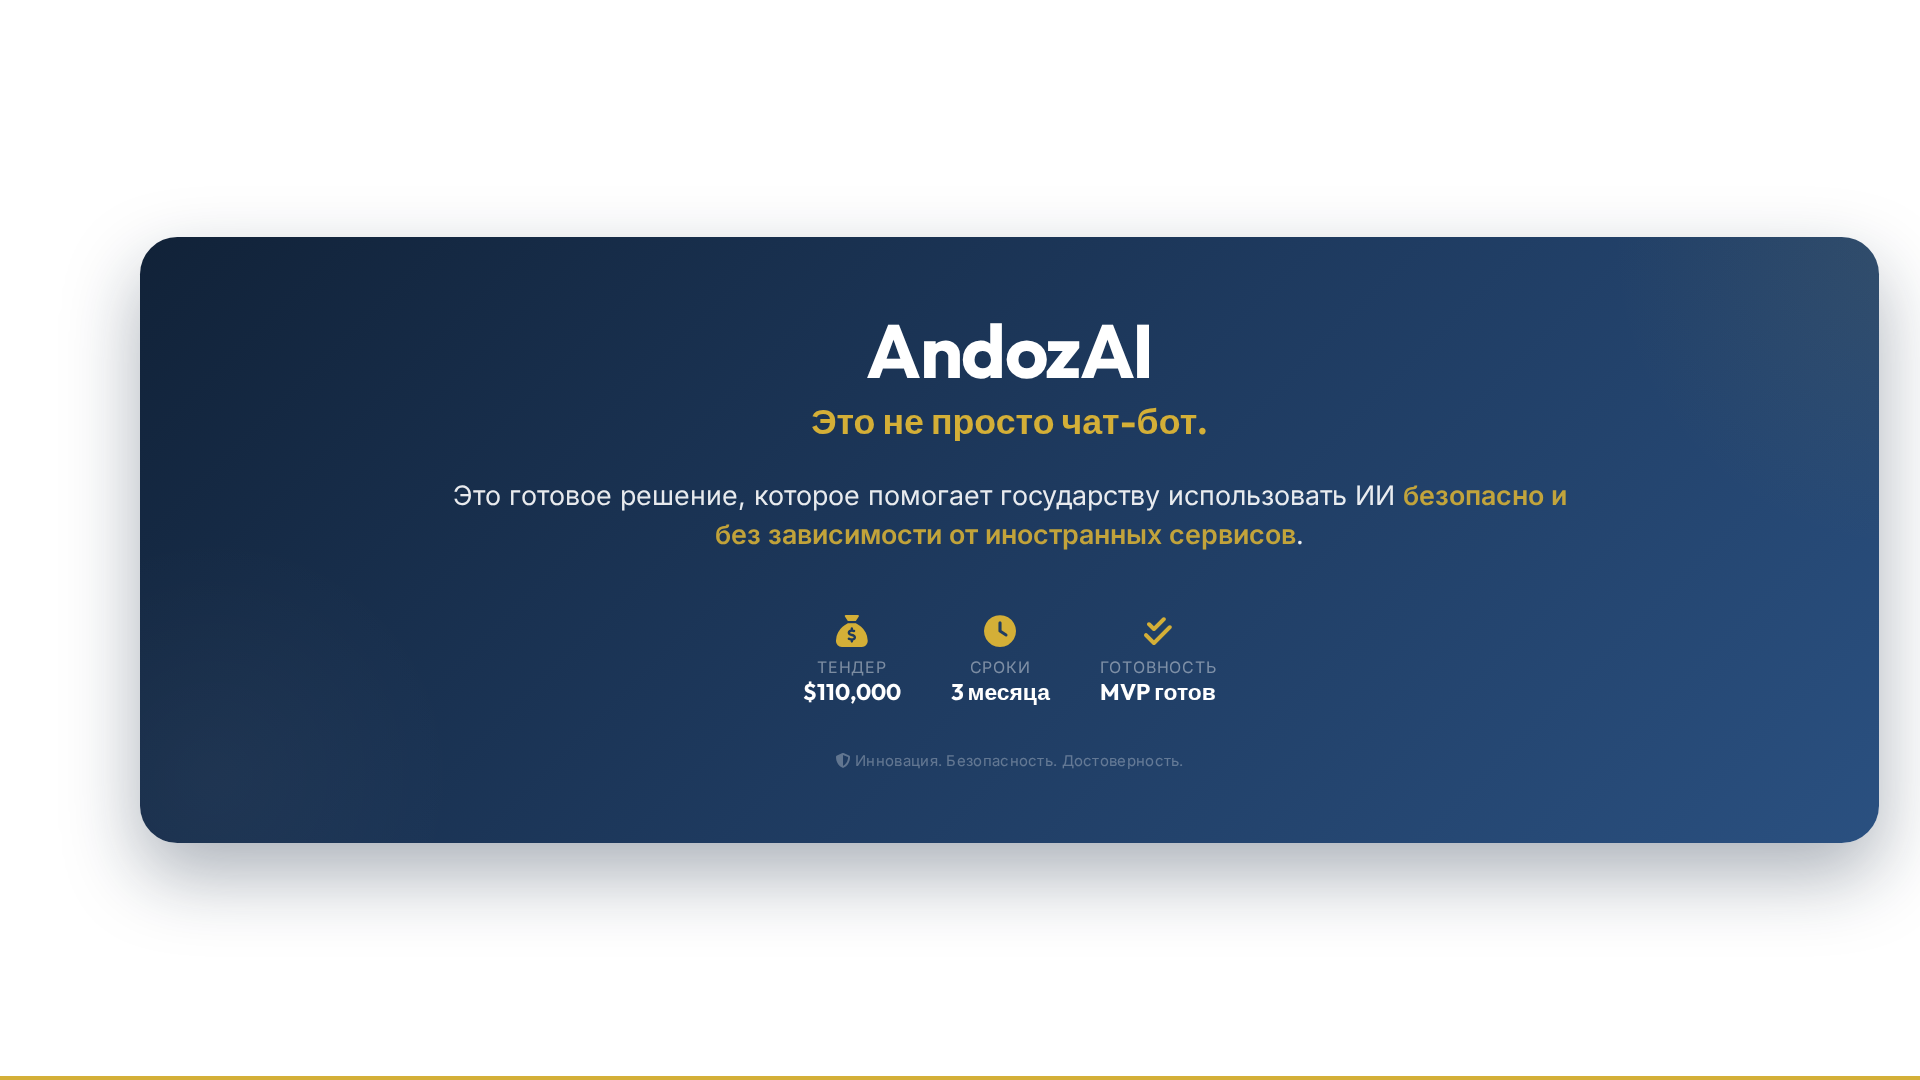 AndozAI
Это не просто чат-бот.
Это готовое решение, которое помогает государству использовать ИИ безопасно и
без зависимости от иностранных сервисов.
ТЕНДЕР
$110,000
СРОКИ
3 месяца
ГОТОВНОСТЬ
MVP готов
Инновация. Безопасность. Достоверность.